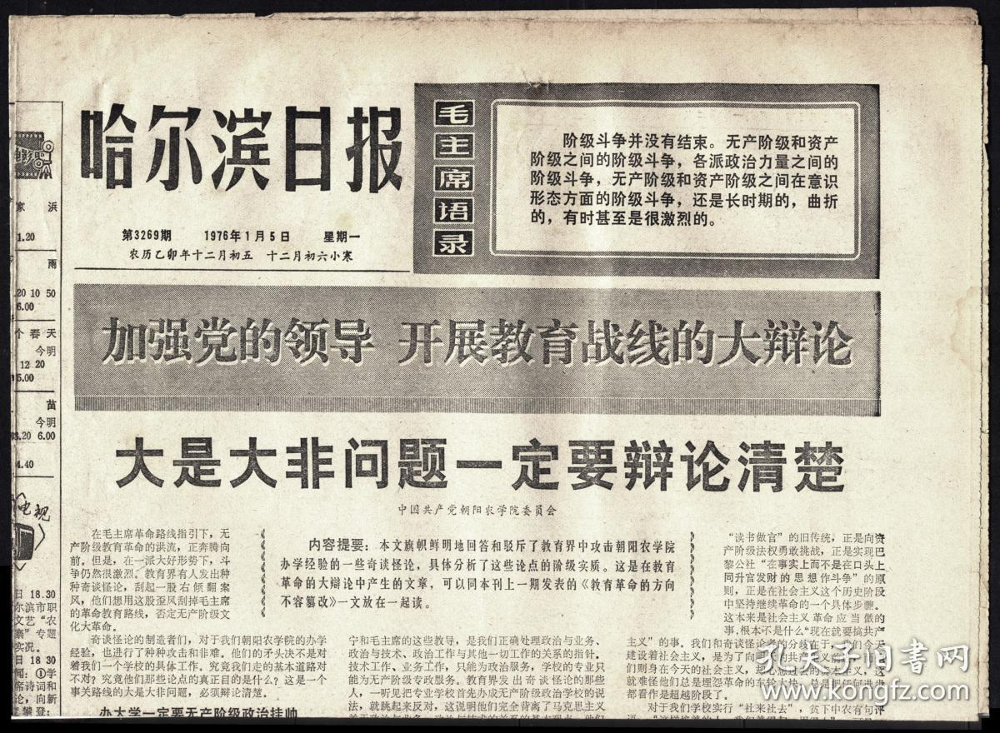 哈尔滨日报
第3269期 1976年1月5日 星期一
农历乙卯年十二月初五 十二月初六小寒
毛主席语录
阶级斗争并没有结束。无产阶级和资产
阶级之间的阶级斗争，各派政治力量之间的
阶级斗争，无产阶级和资产阶级之间在意识
形态方面的阶级斗争，还是长时期的，曲折
的，有时甚至是很激烈的。
加强党的领导 开展教育战线的大辩论
大是大非问题一定要辩论清楚
中国共产党朝阳农学院委员会
在毛主席革命路线指引下，无
产阶级教育革命的洪流，正奔腾向
前。但是，在一派大好形势下，斗
争仍然很激烈。教育界有人发出种
种奇谈怪论，刮起一股右倾翻案
风，他们想用这股歪风刮掉毛主席
的革命教育路线，否定无产阶级文
化大革命。
奇谈怪论的制造者们，对于我们朝阳农学院的办学
经验，也进行了种种攻击和非难。他们的矛头决不是对
着我们一个学校的具体工作。究竟我们走的基本道路对
不对？究竟他们那些论点的真正目的是什么？这是一个
事关路线的大是大非问题，必须辩论清楚。
办大学一定要无产阶级政治挂帅
内容提要：本文旗帜鲜明地回答和驳斥了教育界中攻击朝阳农学院
办学经验的一些奇谈怪论，具体分析了这些论点的阶级实质。这是在教育
革命的大辩论中产生的文章，可以同本刊上一期发表的《教育革命的方向
不容篡改》一文放在一起读。
宁和毛主席的这些教导，是我们正确处理政治与业务、
政治与技术、政治工作与其他一切工作的关系的指针。
技术工作、业务工作，只能为政治服务，学校的专业只
能为无产阶级专政服务。教育界发出奇谈怪论的那些
人，一听见把专业学校首先办成无产阶级政治学校的说
法，就跳起来反对，这说明他们完全背离了马克思主义
“读书做官”的旧传统，正是向资
产阶级法权勇敢挑战，正是实现巴
黎公社“在事实上而不是在口头上
同升官发财的思想作斗争”的原
则，正是在社会主义这个历史阶段
中坚持继续革命的一个具体步骤。
这本来是社会主义革命应当做的
事，根本不是什么“现在就要搞共产
主义”的事。我们和奇谈怪论者的分歧在于，我们今天
建设着社会主义，是为了向明天的共产主义
们则身在今天的社会主义，
就难怪他们总是埋怨革命的车轮太快，总是把任何进步
都看作是超越阶段了。
对于我们学校实行“社来社去”，贫下中农有句评
家 浜
1.20
雨
20 10 50
6.00
个春天
今明
12 20
5.00
苗
今明
3.20 6.00
4.40
电视
日 18.30
尔滨市职
文艺“农
寨”专题
实况。
日 18.30
闻：①学
席诗词和
论，向新
攀登：
孔夫子旧书网
www.kongfz.com